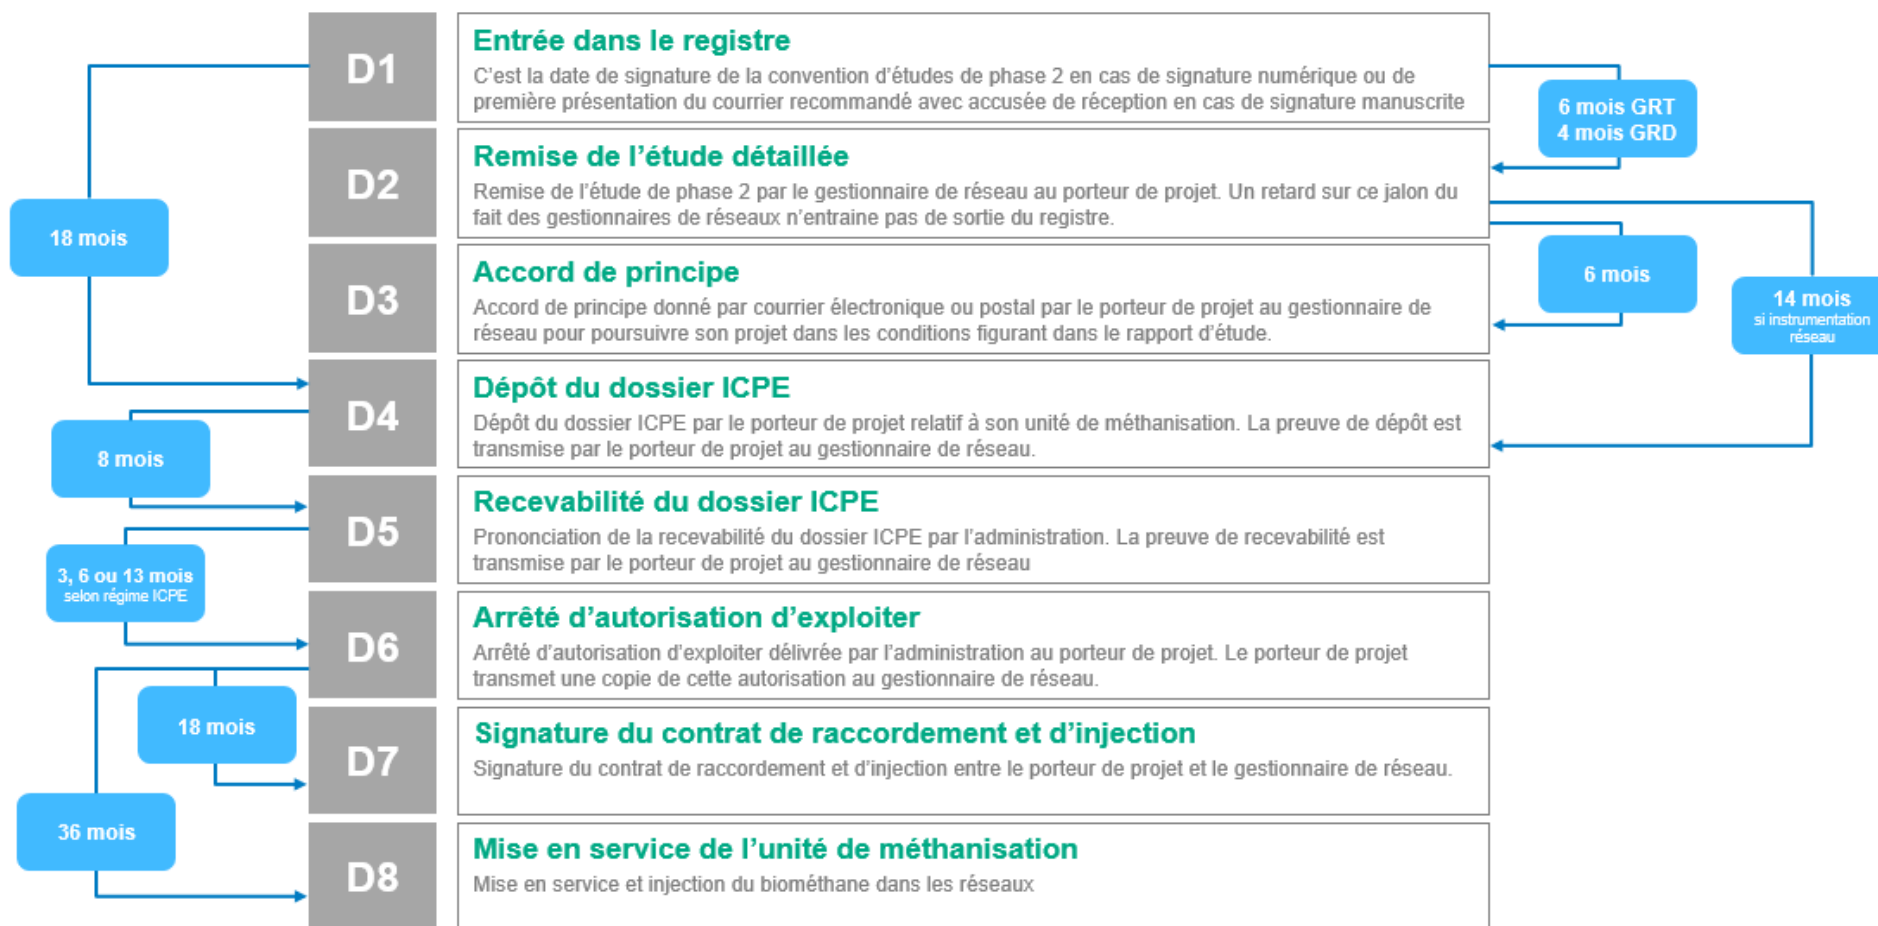 D1
Entrée dans le registre
C'est la date de signature de la convention d'études de phase 2 en cas de signature numérique ou de
première présentation du courrier recommandé avec accusée de réception en cas de signature manuscrite
6 mois GRT
4 mois GRD
D2
Remise de l'étude détaillée
Remise de l'étude de phase 2 par le gestionnaire de réseau au porteur de projet. Un retard sur ce jalon du
fait des gestionnaires de réseaux n'entraine pas de sortie du registre.
18 mois
D3
Accord de principe
Accord de principe donné par courrier électronique ou postal par le porteur de projet au gestionnaire de
réseau pour poursuivre son projet dans les conditions figurant dans le rapport d'étude.
6 mois
14 mois
si instrumentation
réseau
D4
Dépôt du dossier ICPE
Dépôt du dossier ICPE par le porteur de projet relatif à son unité de méthanisation. La preuve de dépôt est
transmise par le porteur de projet au gestionnaire de réseau.
8 mois
D5
Recevabilité du dossier ICPE
Prononciation de la recevabilité du dossier ICPE par l'administration. La preuve de recevabilité est
transmise par le porteur de projet au gestionnaire de réseau
3, 6 ou 13 mois
selon régime ICPE
D6
Arrêté d'autorisation d'exploiter
Arrêté d'autorisation d'exploiter délivrée par l'administration au porteur de projet. Le porteur de projet
transmet une copie de cette autorisation au gestionnaire de réseau.
18 mois
D7
Signature du contrat de raccordement et d'injection
Signature du contrat de raccordement et d'injection entre le porteur de projet et le gestionnaire de réseau.
36 mois
D8
Mise en service de l'unité de méthanisation
Mise en service et injection du biométhane dans les réseaux